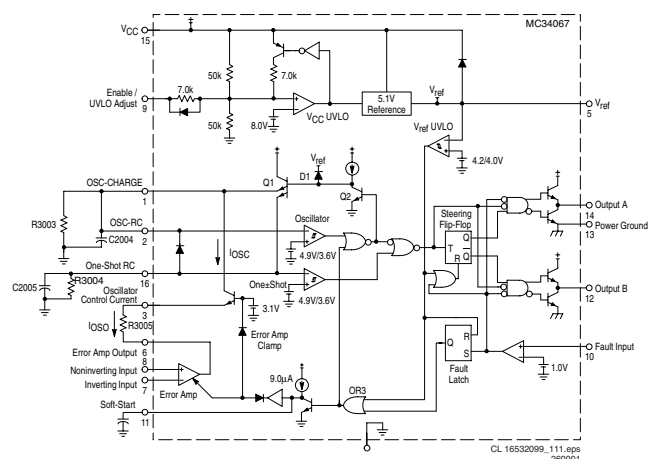 MC34067
VCC
15
50k
7.0k
Enable /
UVLO Adjust
9
7.0k
50k
8.0V
VCC UVLO
5.1V
Reference
Vref
Vref
5
Vref UVLO
4.2/4.0V
OSC-CHARGE
1
Q1
Vref
D1
Q2
R3003
OSC-RC
2
C2004
Oscillator
4.9V/3.6V
IOSC
One-Shot RC
16
C2005
R3004
One±Shot
4.9V/3.6V
Steering
Flip-Flop
T
Q
Q
R
Output A
14
Power Ground
13
Output B
12
Oscillator
Control Current
3
IOSO
R3005
3.1V
Error Amp
Clamp
Error Amp Output
6
8
Noninverting Input
Inverting Input
7
Error Amp
9.0µA
Soft-Start
11
OR3
Q
R
S
Fault
Latch
Fault Input
10
1.0V
CL 16532099_111.eps
260901